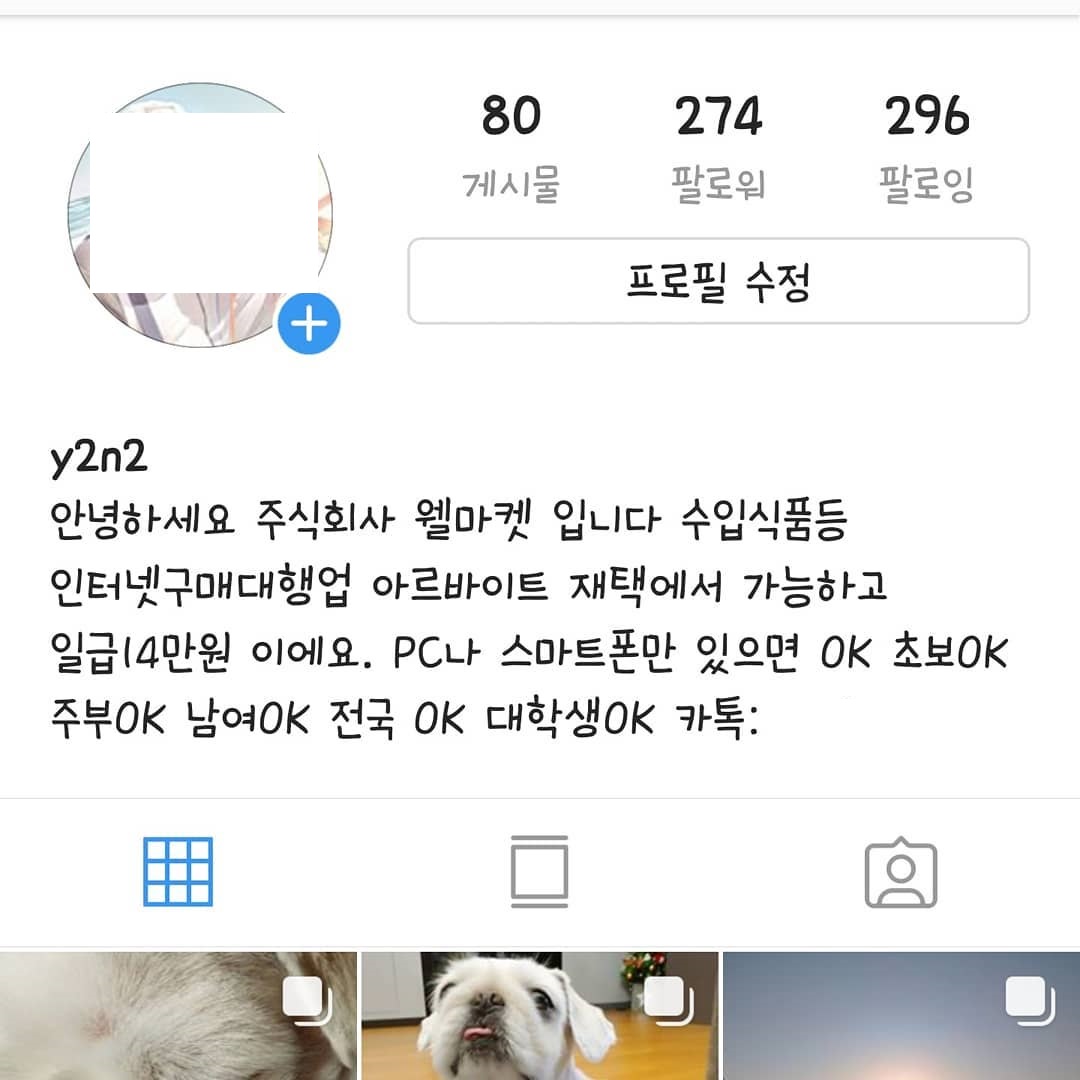 80 274 296
게시물 팔로워 팔로잉
프로필 수정
y2n2
안녕하세요 주식회사 웰마켓 입니다 수입식품등
인터넷구매대행업 아르바이트 재택에서 가능하고
일급14만원 이에요. PC나 스마트폰만 있으면 OK 초보OK
주부OK 남여OK 전국 OK 대학생OK 카톡: